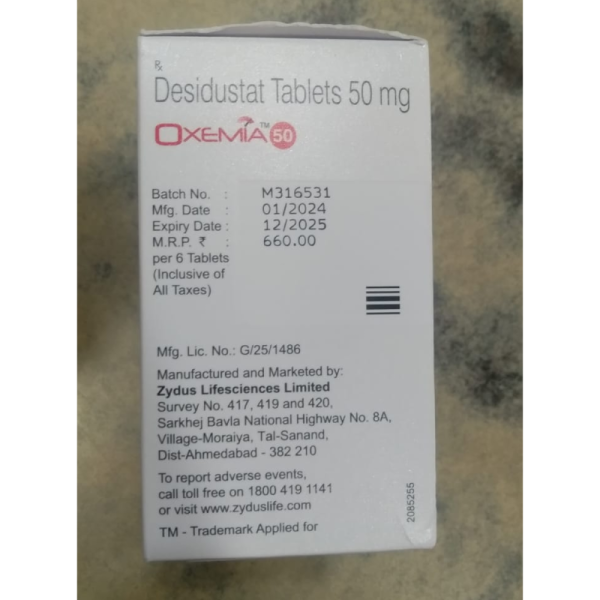 Rx
Desidustat Tablets 50 mg
OXEMIA™ 50
Batch No. : M316531
Mfg. Date : 01/2024
Expiry Date : 12/2025
M.R.P. ₹ : 660.00
per 6 Tablets
(Inclusive of
All Taxes)
Mfg. Lic. No.: G/25/1486
Manufactured and Marketed by:
Zydus Lifesciences Limited
Survey No. 417, 419 and 420,
Sarkhej Bavla National Highway No. 8A,
Village-Moraiya, Tal-Sanand,
Dist-Ahmedabad - 382 210
To report adverse events,
call toll free on 1800 419 1141
or visit www.zyduslife.com
TM - Trademark Applied for
2085255